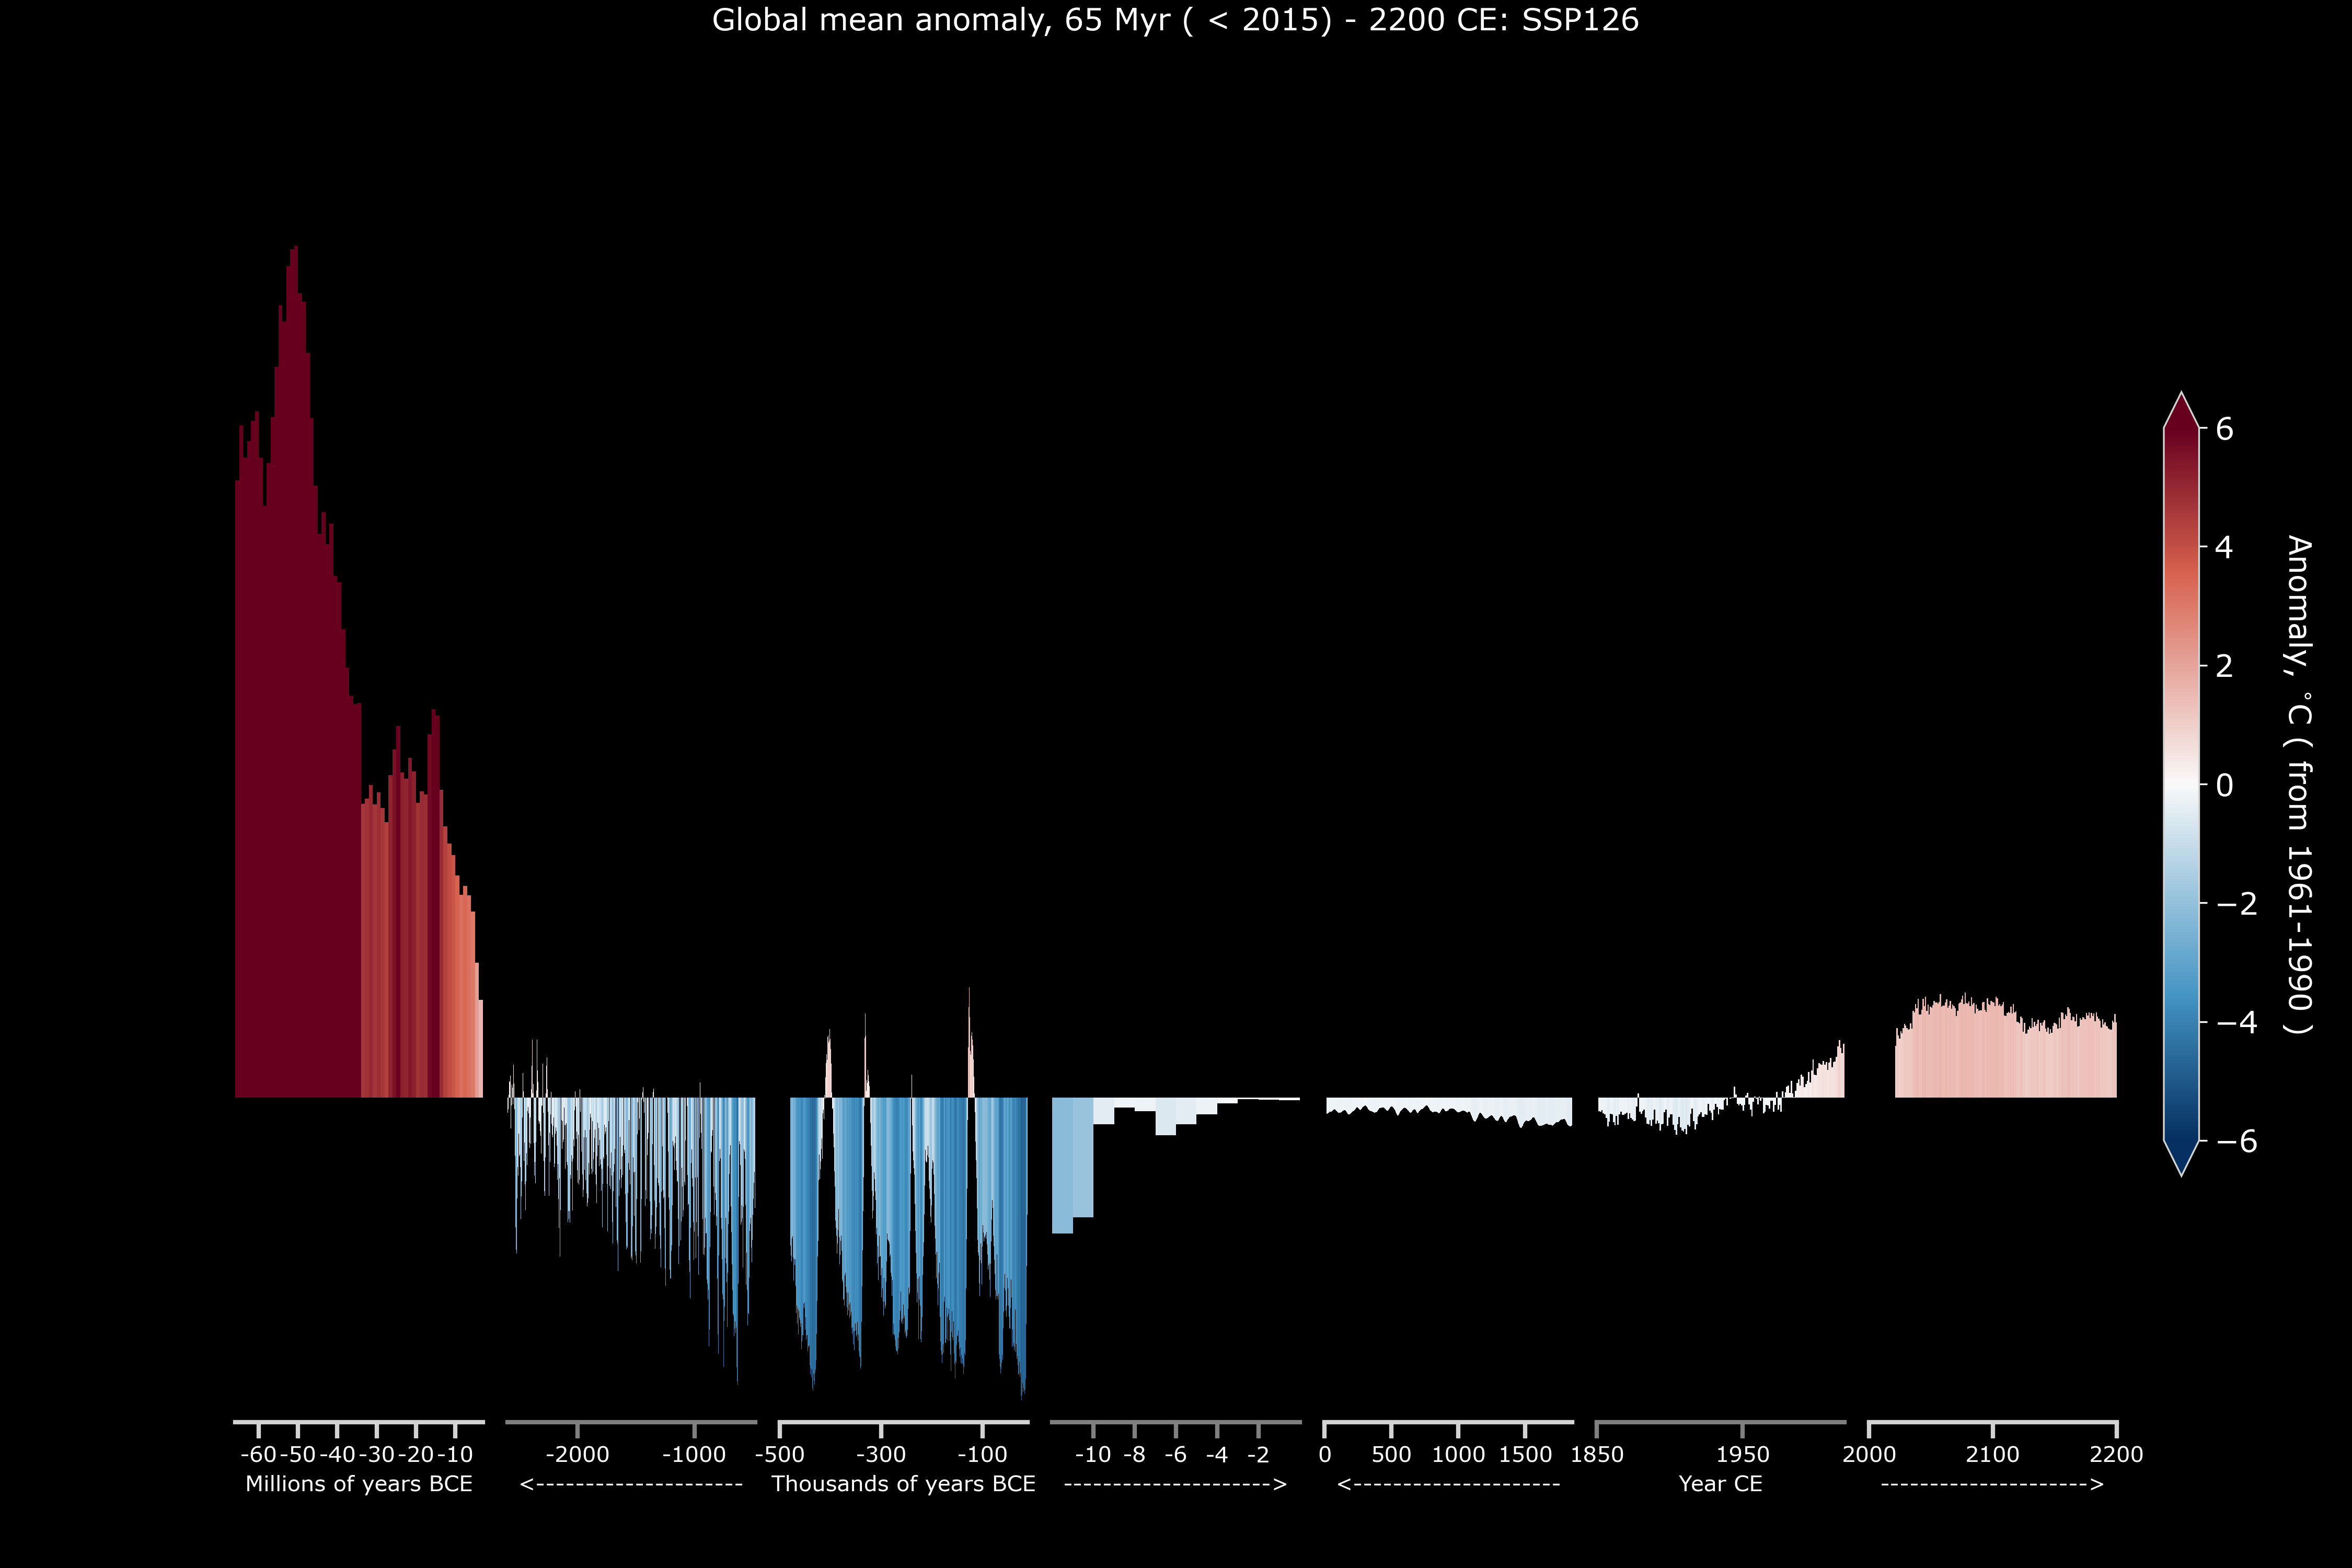 Global mean anomaly, 65 Myr ( < 2015) - 2200 CE: SSP126
6
4
2
0
−2
−4
−6
Anomaly, °C ( from 1961-1990 )
-60 -50 -40 -30 -20 -10 -2000 -1000 -500 -300 -100 -10 -8 -6 -4 -2 0 500 1000 1500 1850 1950 2000 2100 2200
Millions of years BCE <--------------------- Thousands of years BCE ---------------------> <--------------------- Year CE --------------------->